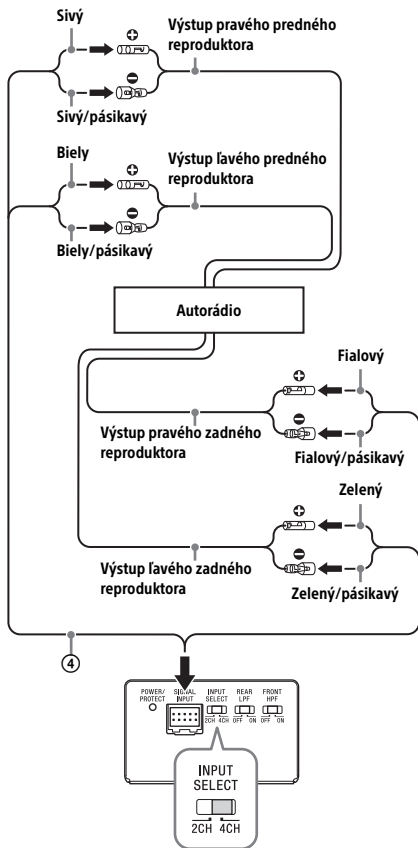 Sivý
Výstup pravého predného
reproduktora
Sivý/pásikavý
Biely
Výstup ľavého predného
reproduktora
Biely/pásikavý
Autorádio
Fialový
Výstup pravého zadného
reproduktora
Fialový/pásikavý
Zelený
Výstup ľavého zadného
reproduktora
Zelený/pásikavý
④
POWER/
PROTECT
SIGNAL
INPUT
INPUT
SELECT
2CH 4CH
REAR
LPF
OFF ON
FRONT
HPF
OFF ON
INPUT
SELECT
2CH 4CH